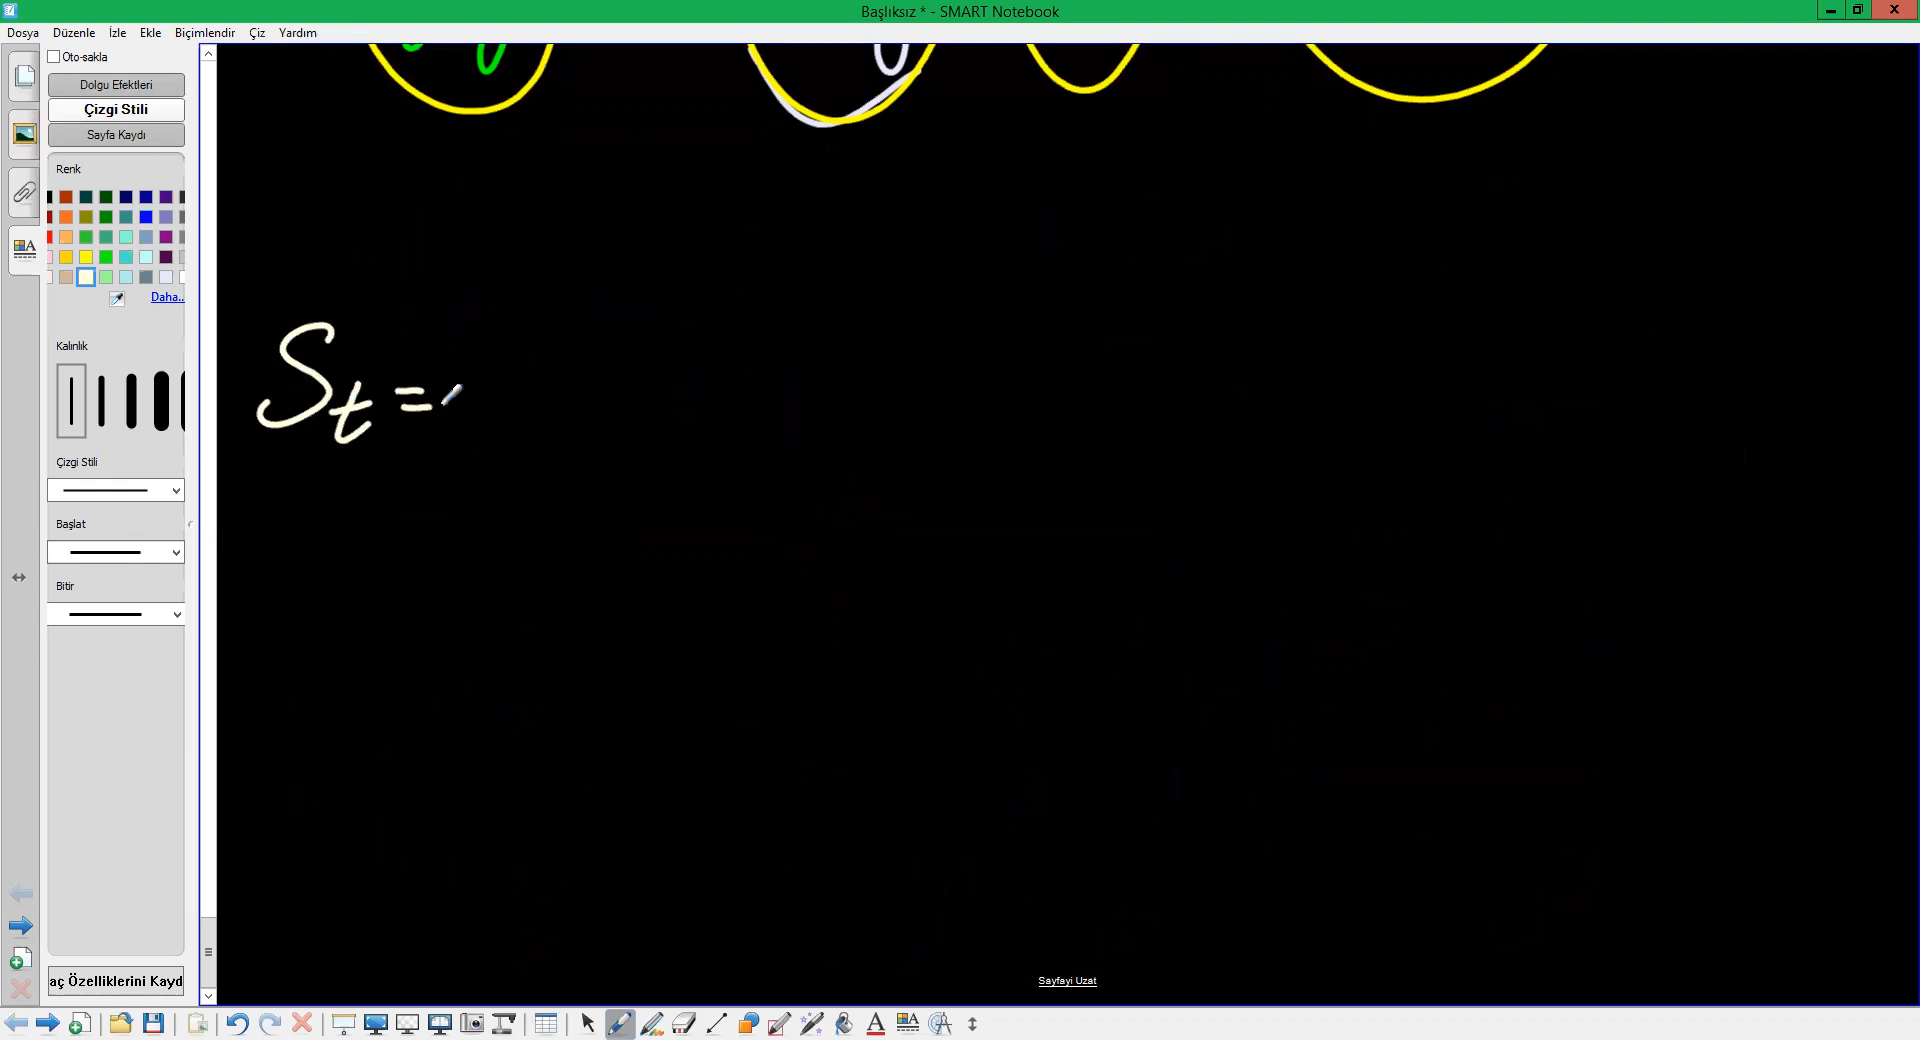 Başlıksız * - SMART Notebook
Dosya Düzenle İzle Ekle Biçimlendir Çiz Yardım
Oto-sakla
Dolgu Efektleri
Çizgi Stili
Sayfa Kaydı
Renk
Daha..
Kalınlık
Çizgi Stili
Başlat
Bitir
aç Özelliklerini Kayd
St =
Sayfayi Uzat